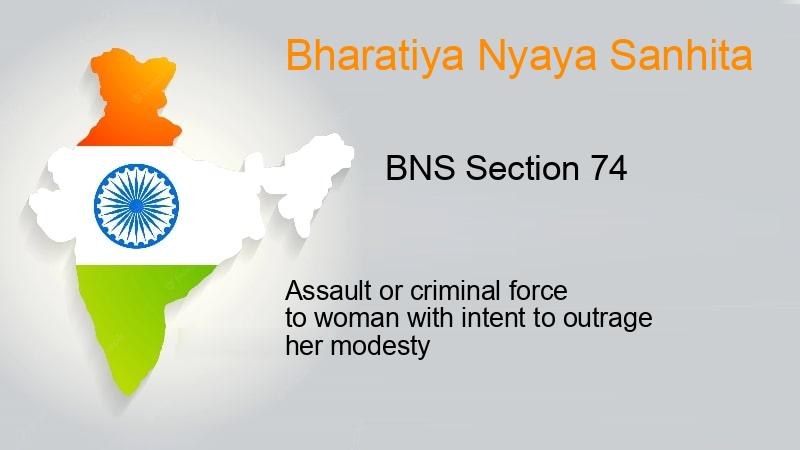 Bharatiya Nyaya Sanhita
BNS Section 74
Assault or criminal force
to woman with intent to outrage
her modesty